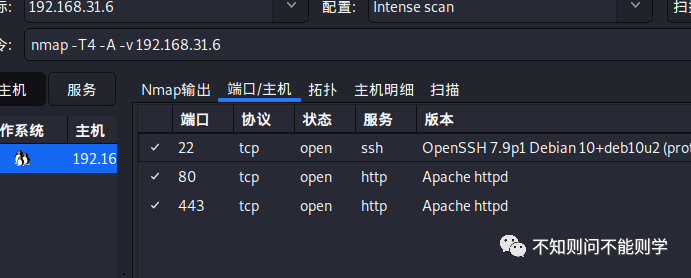 标: 192.168.31.6 配置: Intense scan 扫
令: nmap -T4 -A -v 192.168.31.6
主机 服务 Nmap输出 端口/主机 拓扑 主机明细 扫描
作系统 主机 端口 协议 状态 服务 版本
192.16 22 tcp open ssh OpenSSH 7.9p1 Debian 10+deb10u2 (prot
80 tcp open http Apache httpd
443 tcp open http Apache httpd
不知则问不能则学